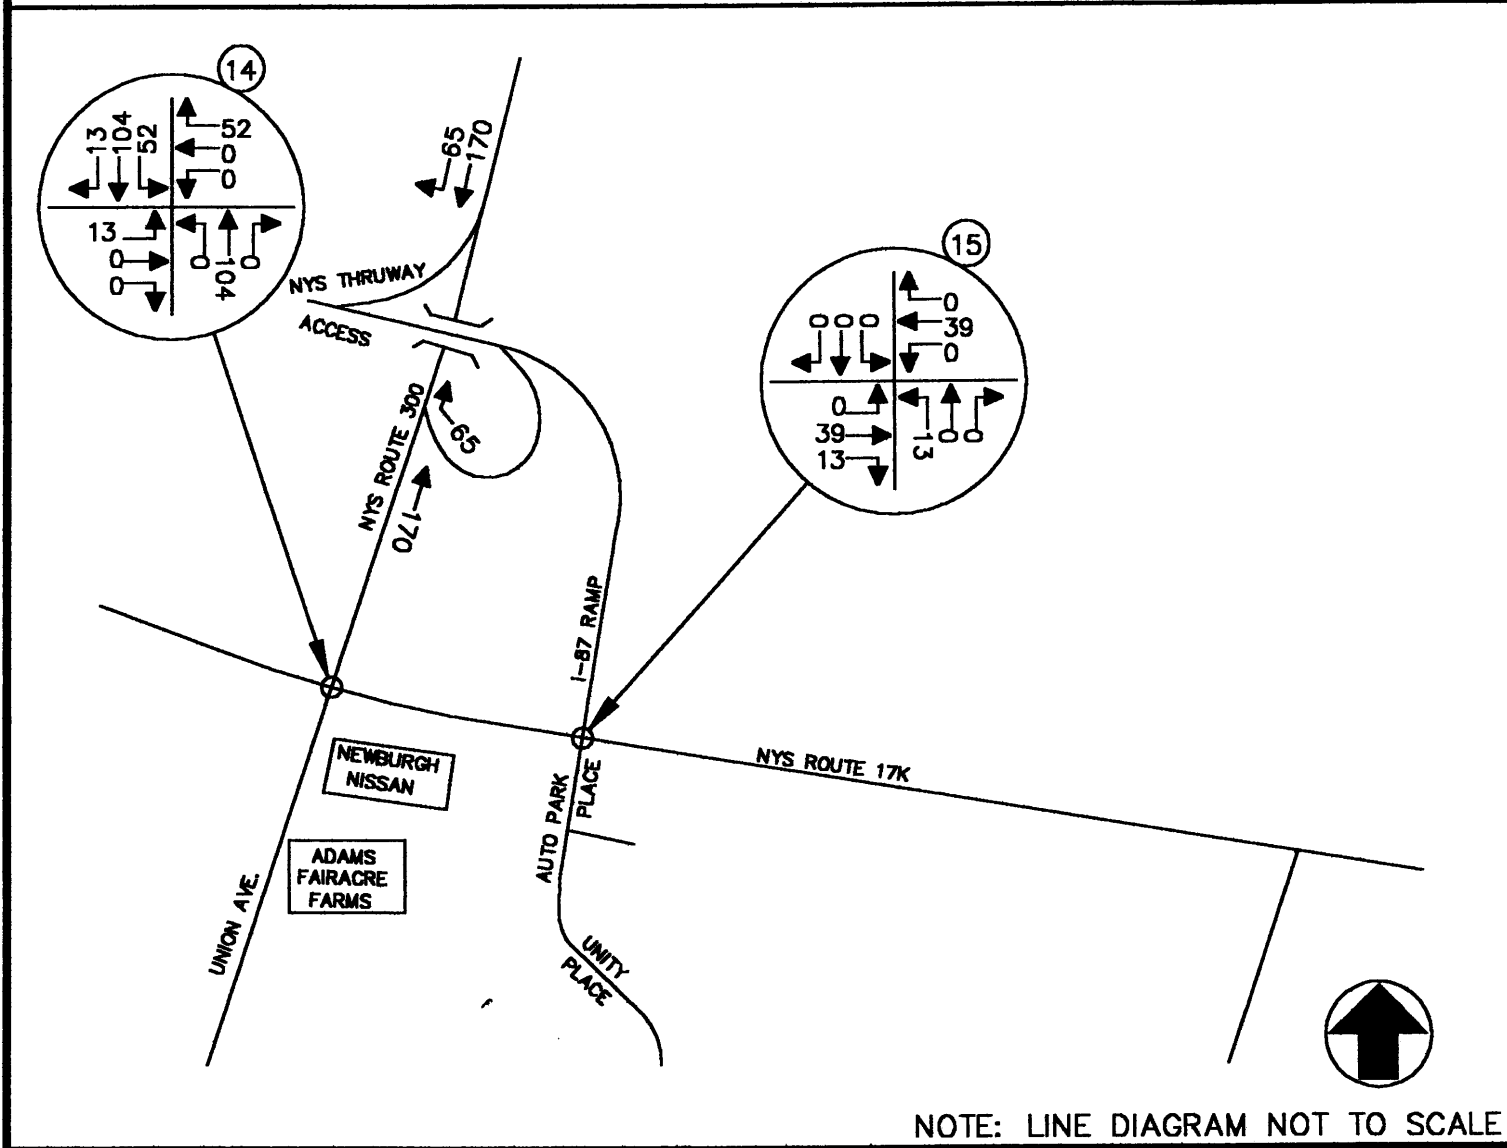 14
13
104
52
52
0
0
13
0
0
0
104
0
65
170
NYS THRUWAY
ACCESS
NYS ROUTE 300
65
170
15
0
0
0
0
39
0
0
39
13
13
0
0
I-87 RAMP
NYS ROUTE 17K
NEWBURGH
NISSAN
AUTO PARK
PLACE
ADAMS
FAIRACRE
FARMS
UNION AVE.
UNITY
PLACE
NOTE: LINE DIAGRAM NOT TO SCALE